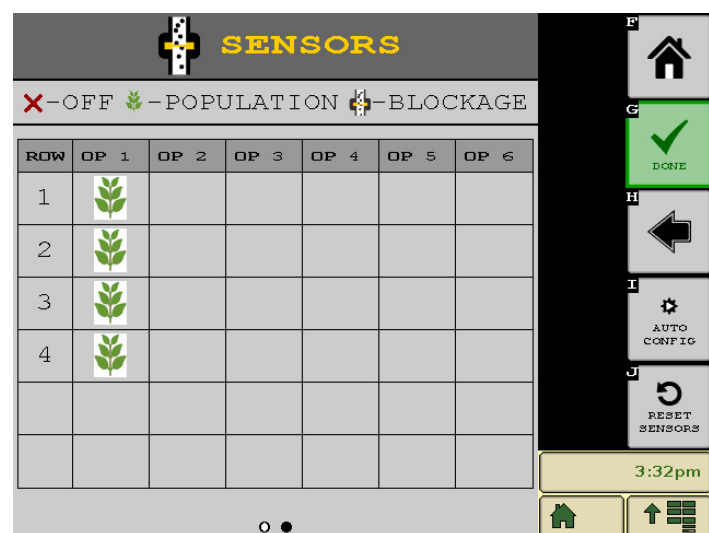 SENSORS
-OFF -POPULATION -BLOCKAGE
ROW OP 1 OP 2 OP 3 OP 4 OP 5 OP 6
1
2
3
4
F
G
DONE
H
I
AUTO
CONFIG
J
RESET
SENSORS
3:32pm